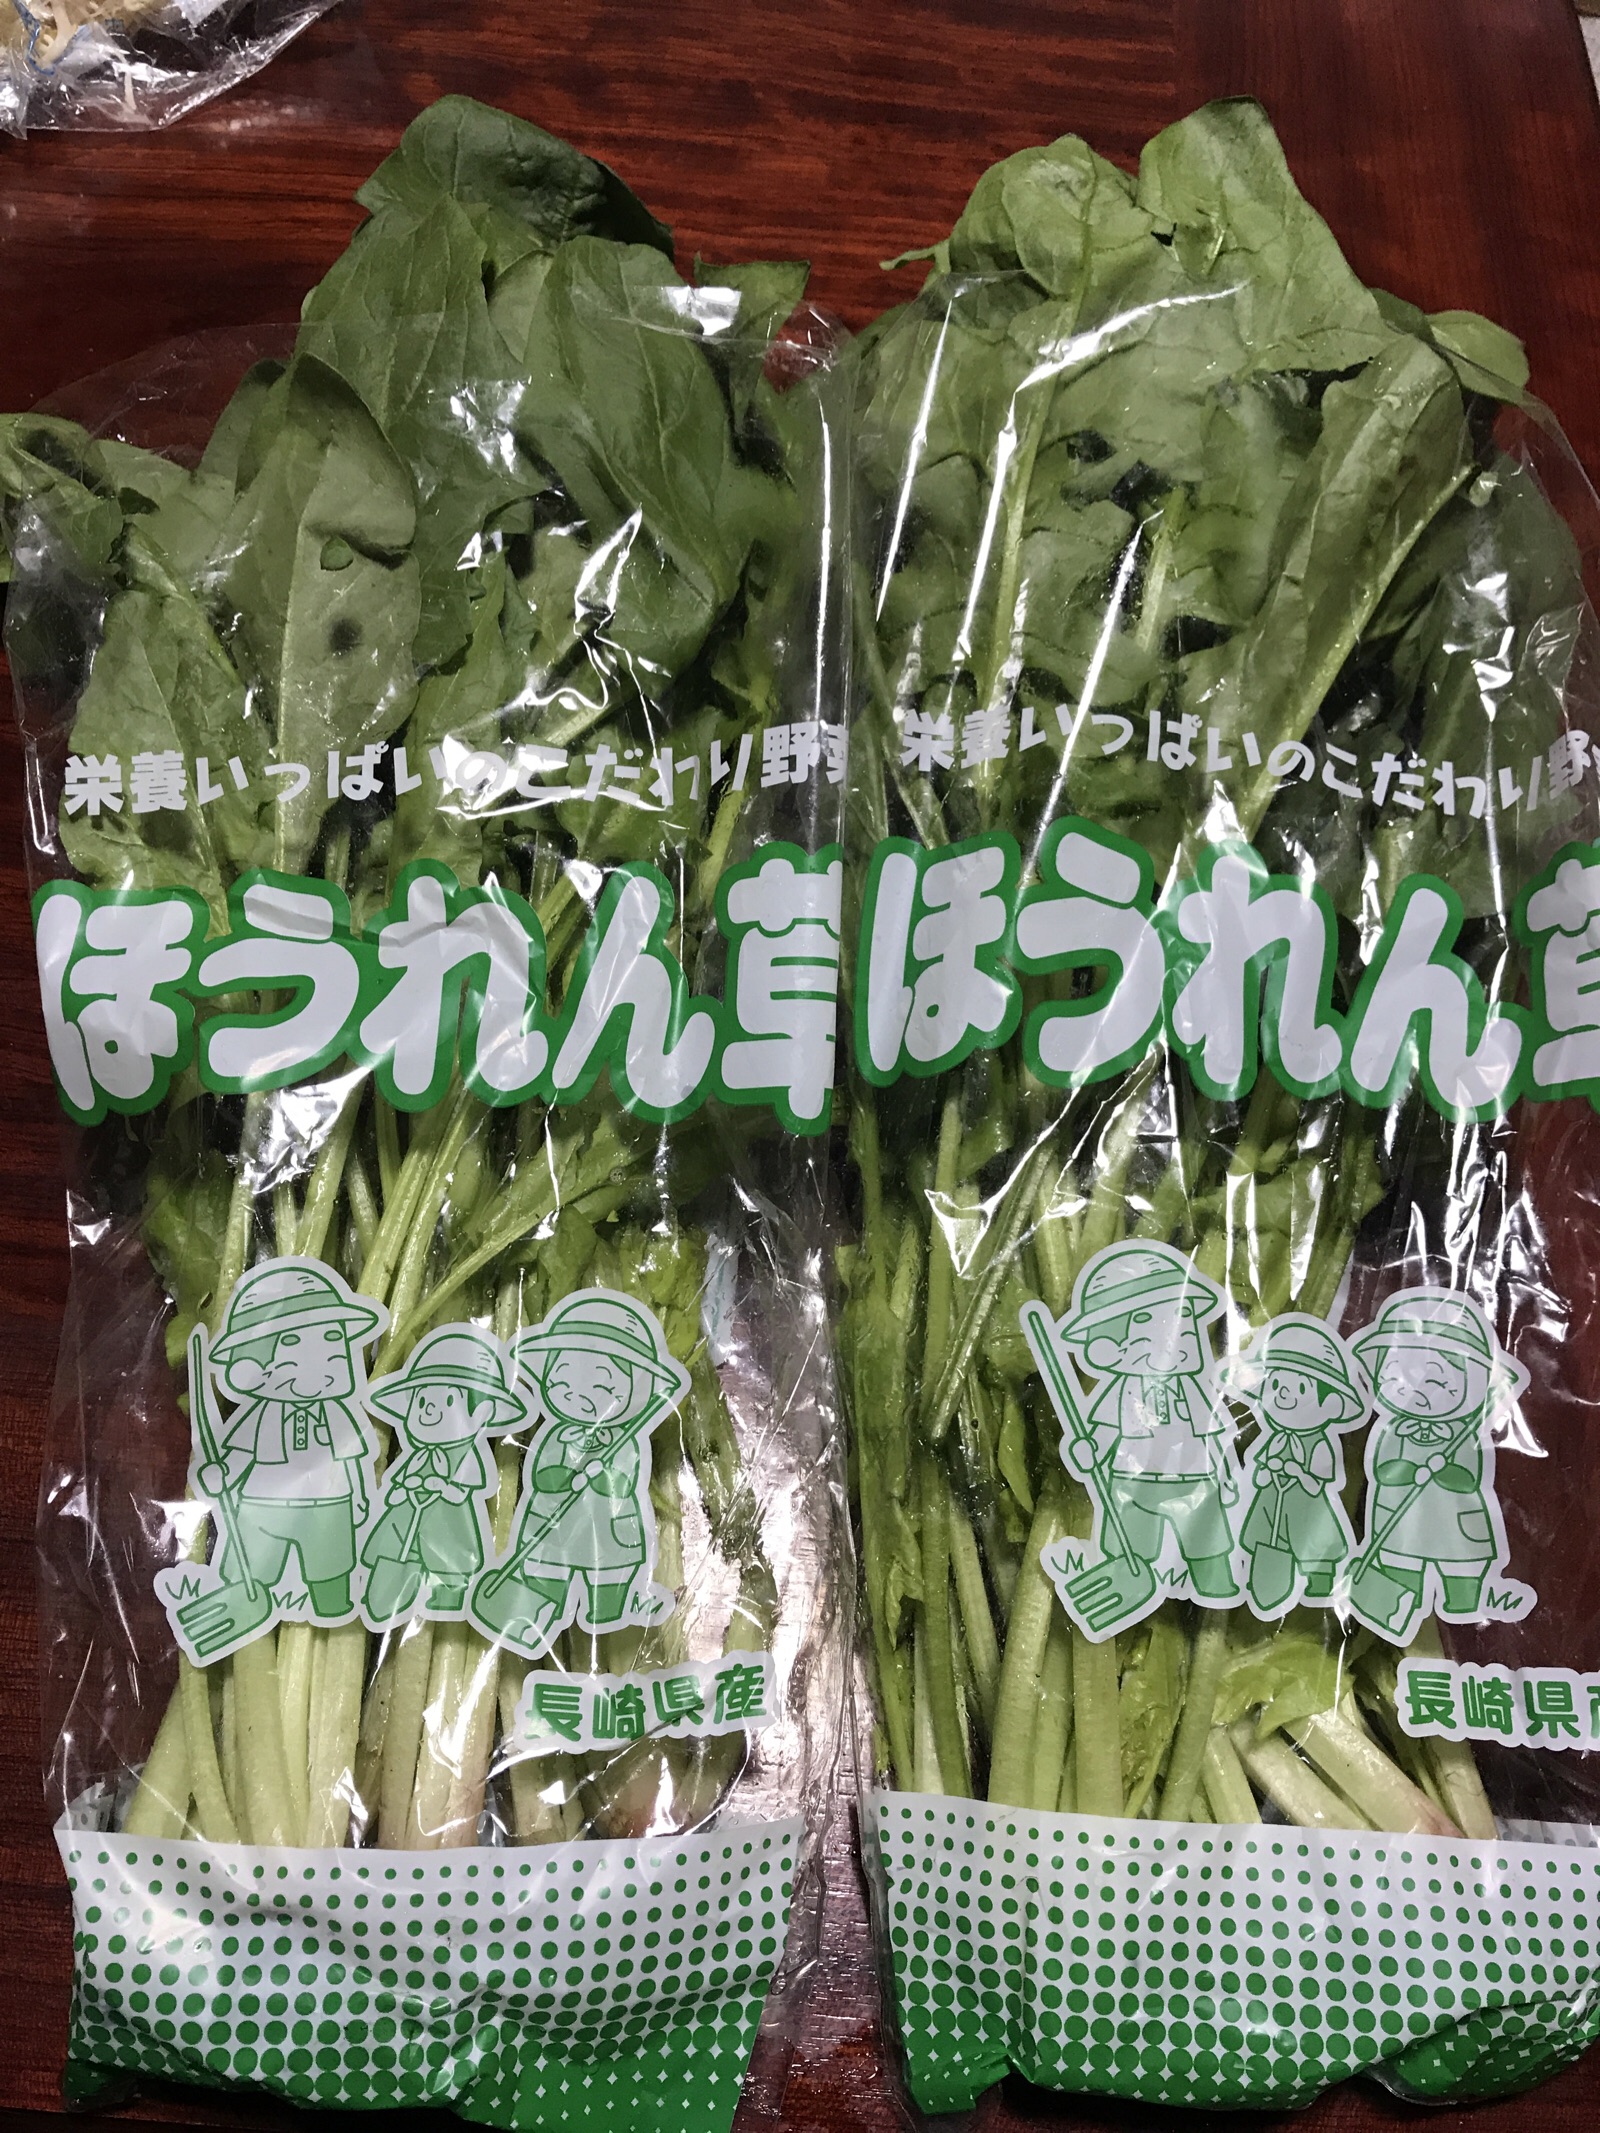 栄養いっぱいのこだわり野菜
ほうれん草
長崎県産
栄養いっぱいのこだわり野
ほうれん草
長崎県産